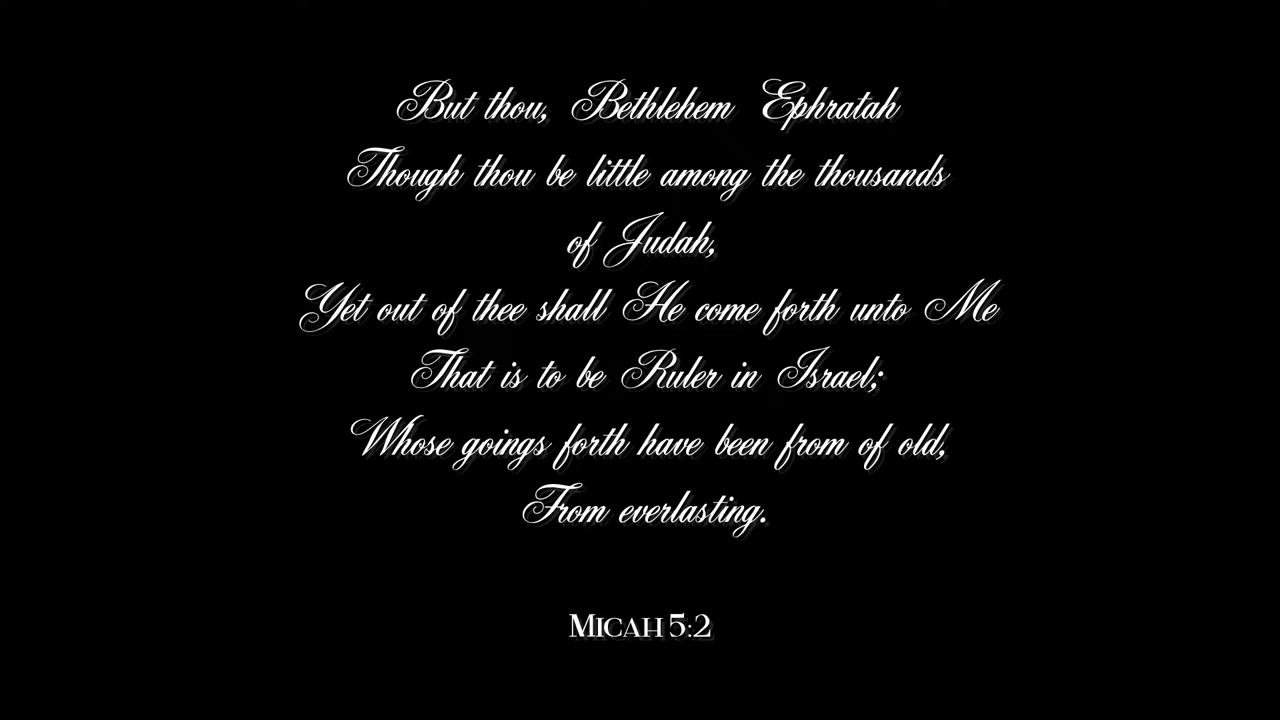 But thou, Bethlehem Ephratah
Though thou be little among the thousands
of Judah,
Yet out of thee shall He come forth unto Me
That is to be Ruler in Israel;
Whose goings forth have been from of old,
From everlasting.
Micah 5:2